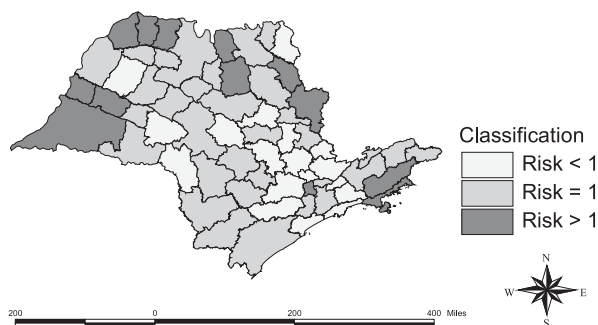 Classification
Risk < 1
Risk = 1
Risk > 1
N
W E
S
200 0 200 400 Miles